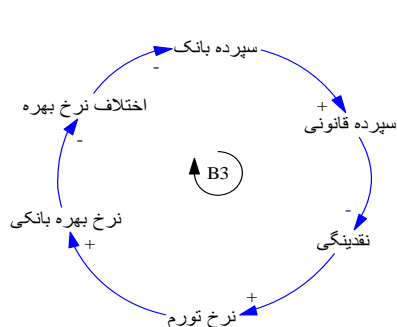 سپرده بانک
-
اختلاف نرخ بهره
+
سپرده قانونی
-
B3
-
نقدینگی
نرخ بهره بانکی
+
+
نرخ تورم